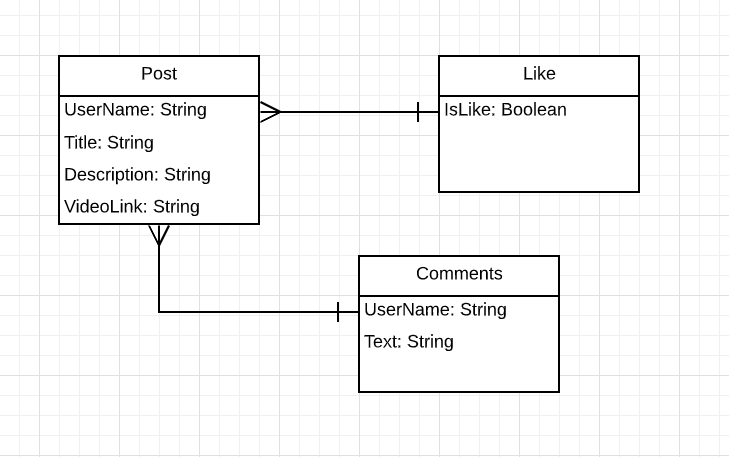 Post
UserName: String
Title: String
Description: String
VideoLink: String
Like
IsLike: Boolean
Comments
UserName: String
Text: String